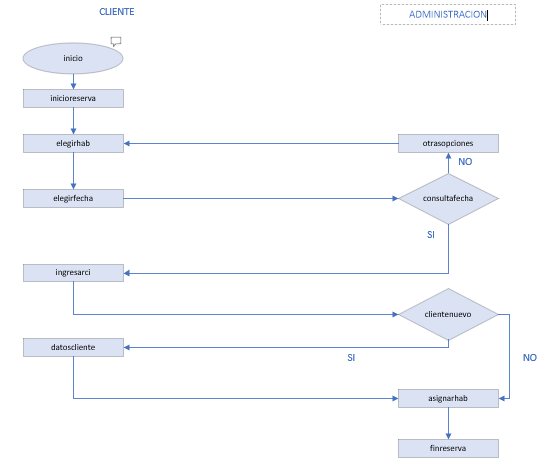 CLIENTE
ADMINISTRACION
inicio
inicioreserva
elegirhab
otrasopciones
NO
elegirfecha
consultafecha
SI
ingresarci
clientenuevo
datoscliente
SI
NO
asignarhab
finreserva